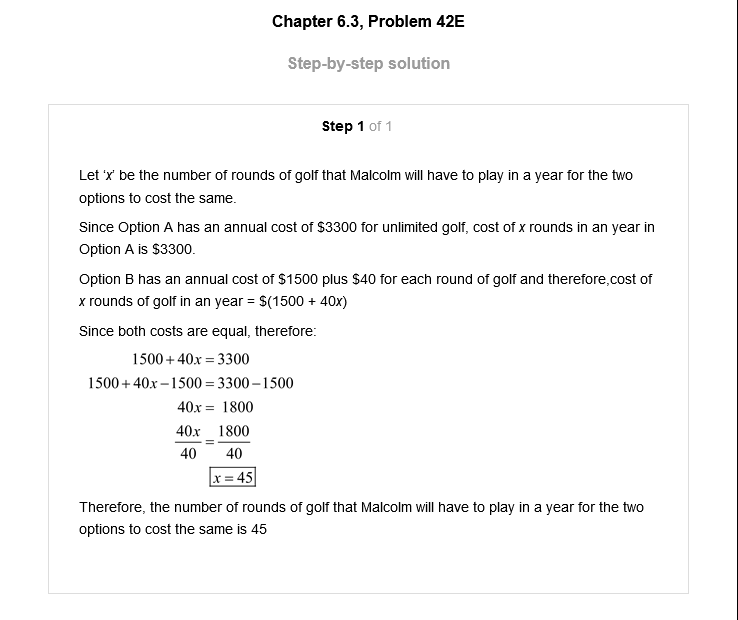 Chapter 6.3, Problem 42E
Step-by-step solution
Step 1 of 1
Let 'x' be the number of rounds of golf that Malcolm will have to play in a year for the two
options to cost the same.
Since Option A has an annual cost of $3300 for unlimited golf, cost of x rounds in an year in
Option A is $3300.
Option B has an annual cost of $1500 plus $40 for each round of golf and therefore,cost of
x rounds of golf in an year = $(1500 + 40x)
Since both costs are equal, therefore:
1500+40x=3300
1500+40x−1500=3300−1500
40x= 1800
40x/40=1800/40
x=45
Therefore, the number of rounds of golf that Malcolm will have to play in a year for the two
options to cost the same is 45